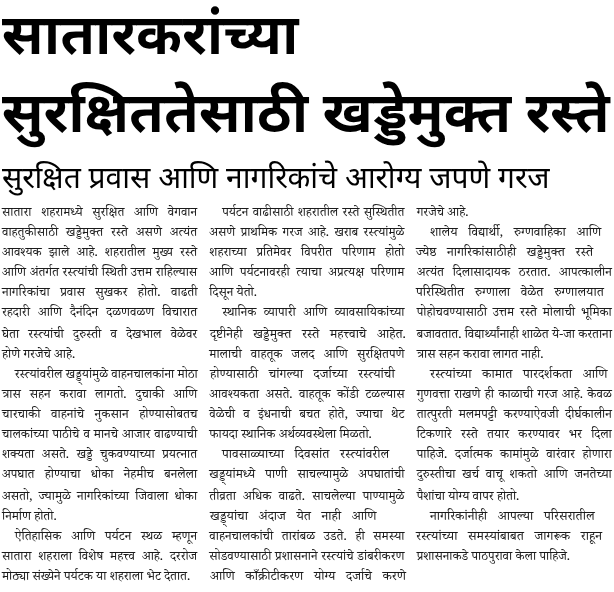 सातारकरांच्या
सुरक्षिततेसाठी खड्डेमुक्त रस्ते
सुरक्षित प्रवास आणि नागरिकांचे आरोग्य जपणे गरज
सातारा शहरामध्ये सुरक्षित आणि वेगवान
वाहतुकीसाठी खड्डेमुक्त रस्ते असणे अत्यंत
आवश्यक झाले आहे. शहरातील मुख्य रस्ते
आणि अंतर्गत रस्त्यांची स्थिती उत्तम राहिल्यास
नागरिकांचा प्रवास सुखकर होतो. वाढती
रहदारी आणि दैनंदिन दळणवळण विचारात
घेता रस्त्यांची दुरुस्ती व देखभाल वेळेवर
होणे गरजेचे आहे.
रस्त्यांवरील खड्ड्यांमुळे वाहनचालकांना मोठा
त्रास सहन करावा लागतो. दुचाकी आणि
चारचाकी वाहनांचे नुकसान होण्यासोबतच
चालकांच्या पाठीचे व मानचे आजार वाढण्याची
शक्यता असते. खड्डे चुकवण्याच्या प्रयत्नात
अपघात होण्याचा धोका नेहमीच बनलेला
असतो, ज्यामुळे नागरिकांच्या जिवाला धोका
निर्माण होतो.
ऐतिहासिक आणि पर्यटन स्थळ म्हणून
सातारा शहराला विशेष महत्त्व आहे. दररोज
मोठ्या संख्येने पर्यटक या शहराला भेट देतात.
पर्यटन वाढीसाठी शहरातील रस्ते सुस्थितीत
असणे प्राथमिक गरज आहे. खराब रस्त्यांमुळे
शहराच्या प्रतिमेवर विपरीत परिणाम होतो
आणि पर्यटनावरही त्याचा अप्रत्यक्ष परिणाम
दिसून येतो.
स्थानिक व्यापारी आणि व्यावसायिकांच्या
दृष्टीनेही खड्डेमुक्त रस्ते महत्त्वाचे आहेत.
मालाची वाहतूक जलद आणि सुरक्षितपणे
होण्यासाठी चांगल्या दर्जाच्या रस्त्यांची
आवश्यकता असते. वाहतूक कोंडी टळल्यास
वेळेची व इंधनाची बचत होते, ज्याचा थेट
फायदा स्थानिक अर्थव्यवस्थेला मिळतो.
पावसाळ्याच्या दिवसांत रस्त्यांवरील
खड्ड्यांमध्ये पाणी साचल्यामुळे अपघातांची
तीव्रता अधिक वाढते. साचलेल्या पाण्यामुळे
खड्ड्यांचा अंदाज येत नाही आणि
वाहनचालकांची तारांबळ उडते. ही समस्या
सोडवण्यासाठी प्रशासनाने रस्त्यांचे डांबरीकरण
आणि काँक्रीटीकरण योग्य दर्जाचे करणे
गरजेचे आहे.
शालेय विद्यार्थी, रुग्णवाहिका आणि
ज्येष्ठ नागरिकांसाठीही खड्डेमुक्त रस्ते
अत्यंत दिलासादायक ठरतात. आपत्कालीन
परिस्थितीत रुग्णाला वेळेत रुग्णालयात
पोहोचवण्यासाठी उत्तम रस्ते मोलाची भूमिका
बजावतात. विद्यार्थ्यांनाही शाळेत ये-जा करताना
त्रास सहन करावा लागत नाही.
रस्त्यांच्या कामात पारदर्शकता आणि
गुणवत्ता राखणे ही काळाची गरज आहे. केवळ
तात्पुरती मलमपट्टी करण्याऐवजी दीर्घकालीन
टिकणारे रस्ते तयार करण्यावर भर दिला
पाहिजे. दर्जात्मक कामांमुळे वारंवार होणारा
दुरुस्तीचा खर्च वाचू शकतो आणि जनतेच्या
पैशांचा योग्य वापर होतो.
नागरिकांनीही आपल्या परिसरातील
रस्त्यांच्या समस्यांबाबत जागरूक राहून
प्रशासनाकडे पाठपुरावा केला पाहिजे.